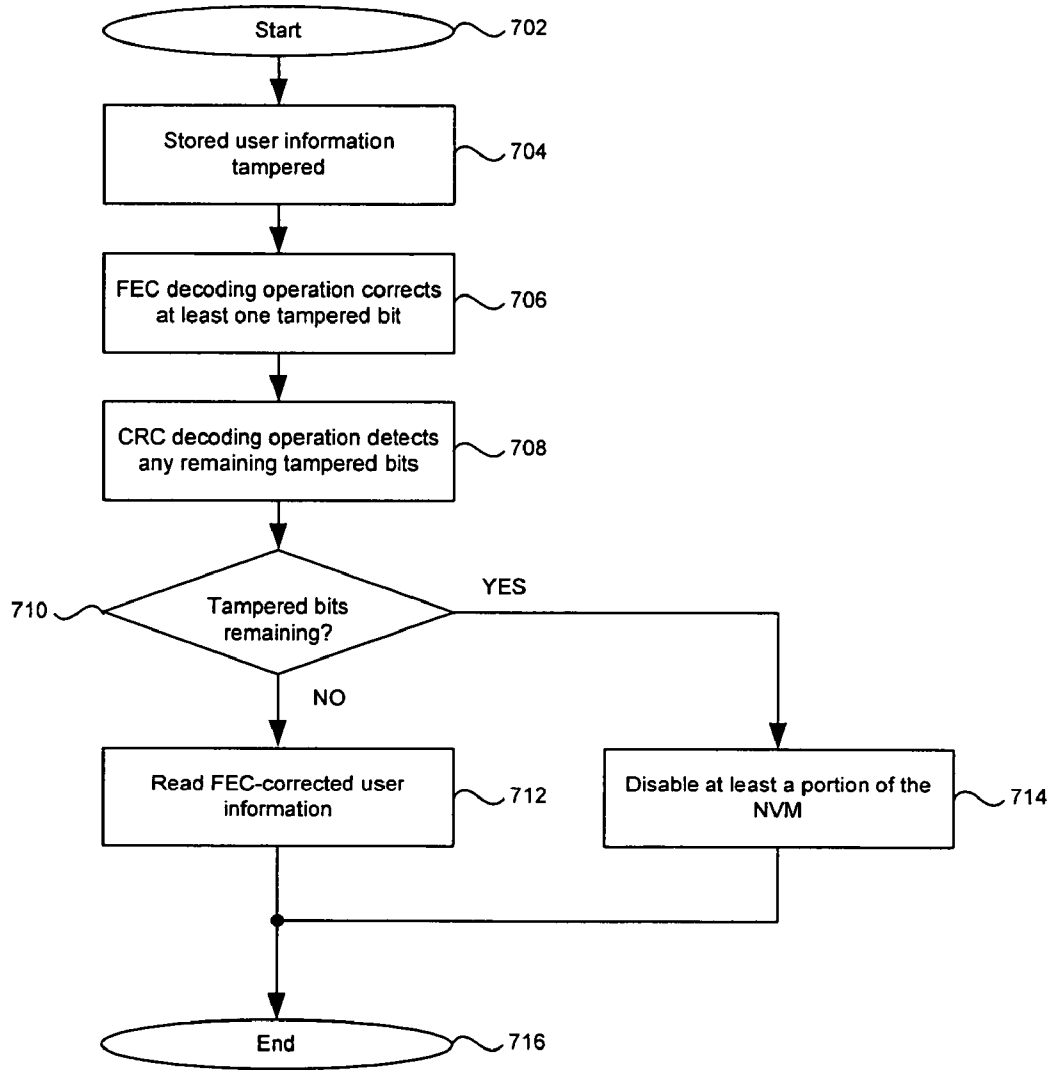 Start
702
Stored user information
tampered
704
FEC decoding operation corrects
at least one tampered bit
706
CRC decoding operation detects
any remaining tampered bits
708
710
Tampered bits
remaining?
YES
NO
Read FEC-corrected user
information
712
Disable at least a portion of the
NVM
714
End
716